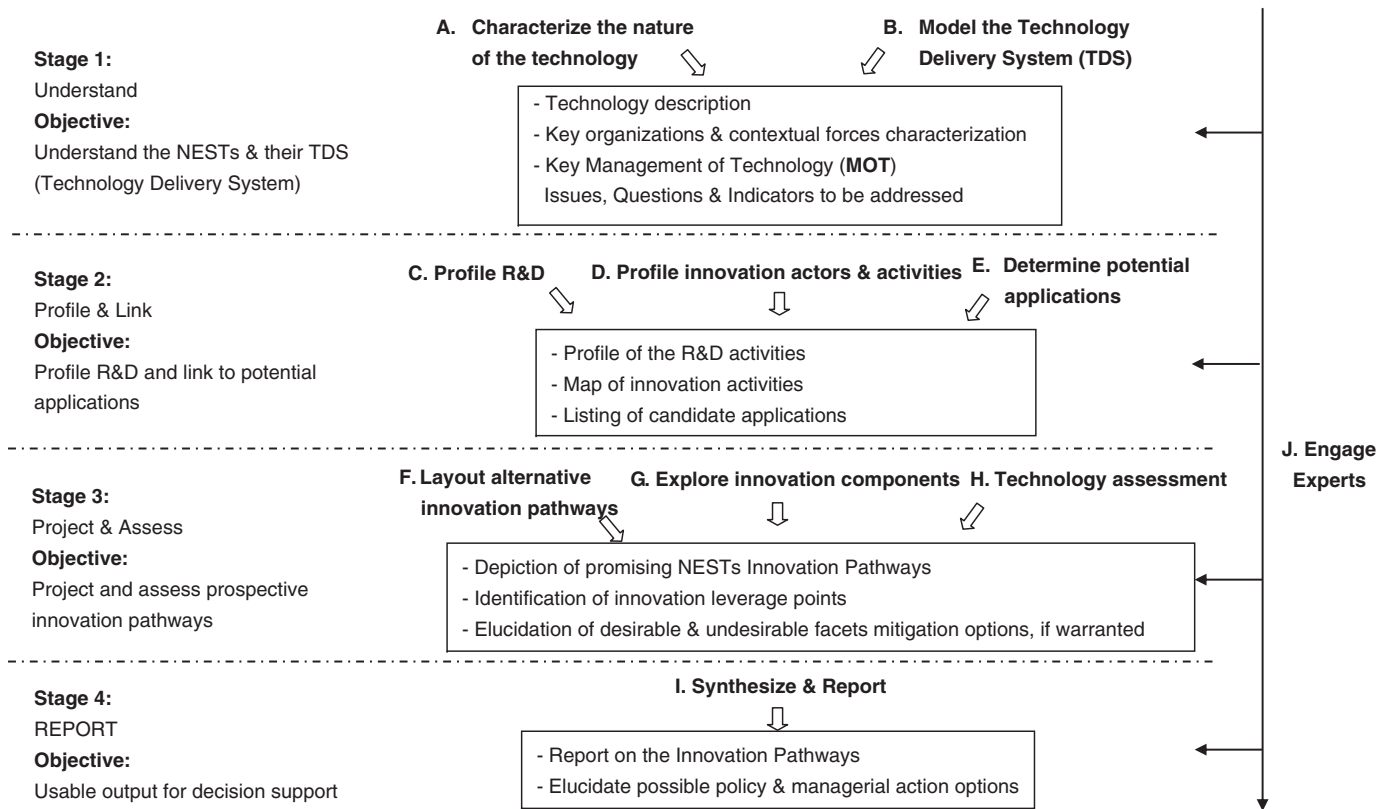 A. Characterize the nature
of the technology
B. Model the Technology
Delivery System (TDS)
Stage 1:
Understand
Objective:
Understand the NESTs & their TDS
(Technology Delivery System)
- Technology description
- Key organizations & contextual forces characterization
- Key Management of Technology (MOT)
Issues, Questions & Indicators to be addressed
C. Profile R&D
D. Profile innovation actors & activities
E. Determine potential
applications
Stage 2:
Profile & Link
Objective:
Profile R&D and link to potential
applications
- Profile of the R&D activities
- Map of innovation activities
- Listing of candidate applications
J. Engage
Experts
F. Layout alternative
innovation pathways
G. Explore innovation components
H. Technology assessment
Stage 3:
Project & Assess
Objective:
Project and assess prospective
innovation pathways
- Depiction of promising NESTs Innovation Pathways
- Identification of innovation leverage points
- Elucidation of desirable & undesirable facets mitigation options, if warranted
I. Synthesize & Report
Stage 4:
REPORT
Objective:
Usable output for decision support
- Report on the Innovation Pathways
- Elucidate possible policy & managerial action options